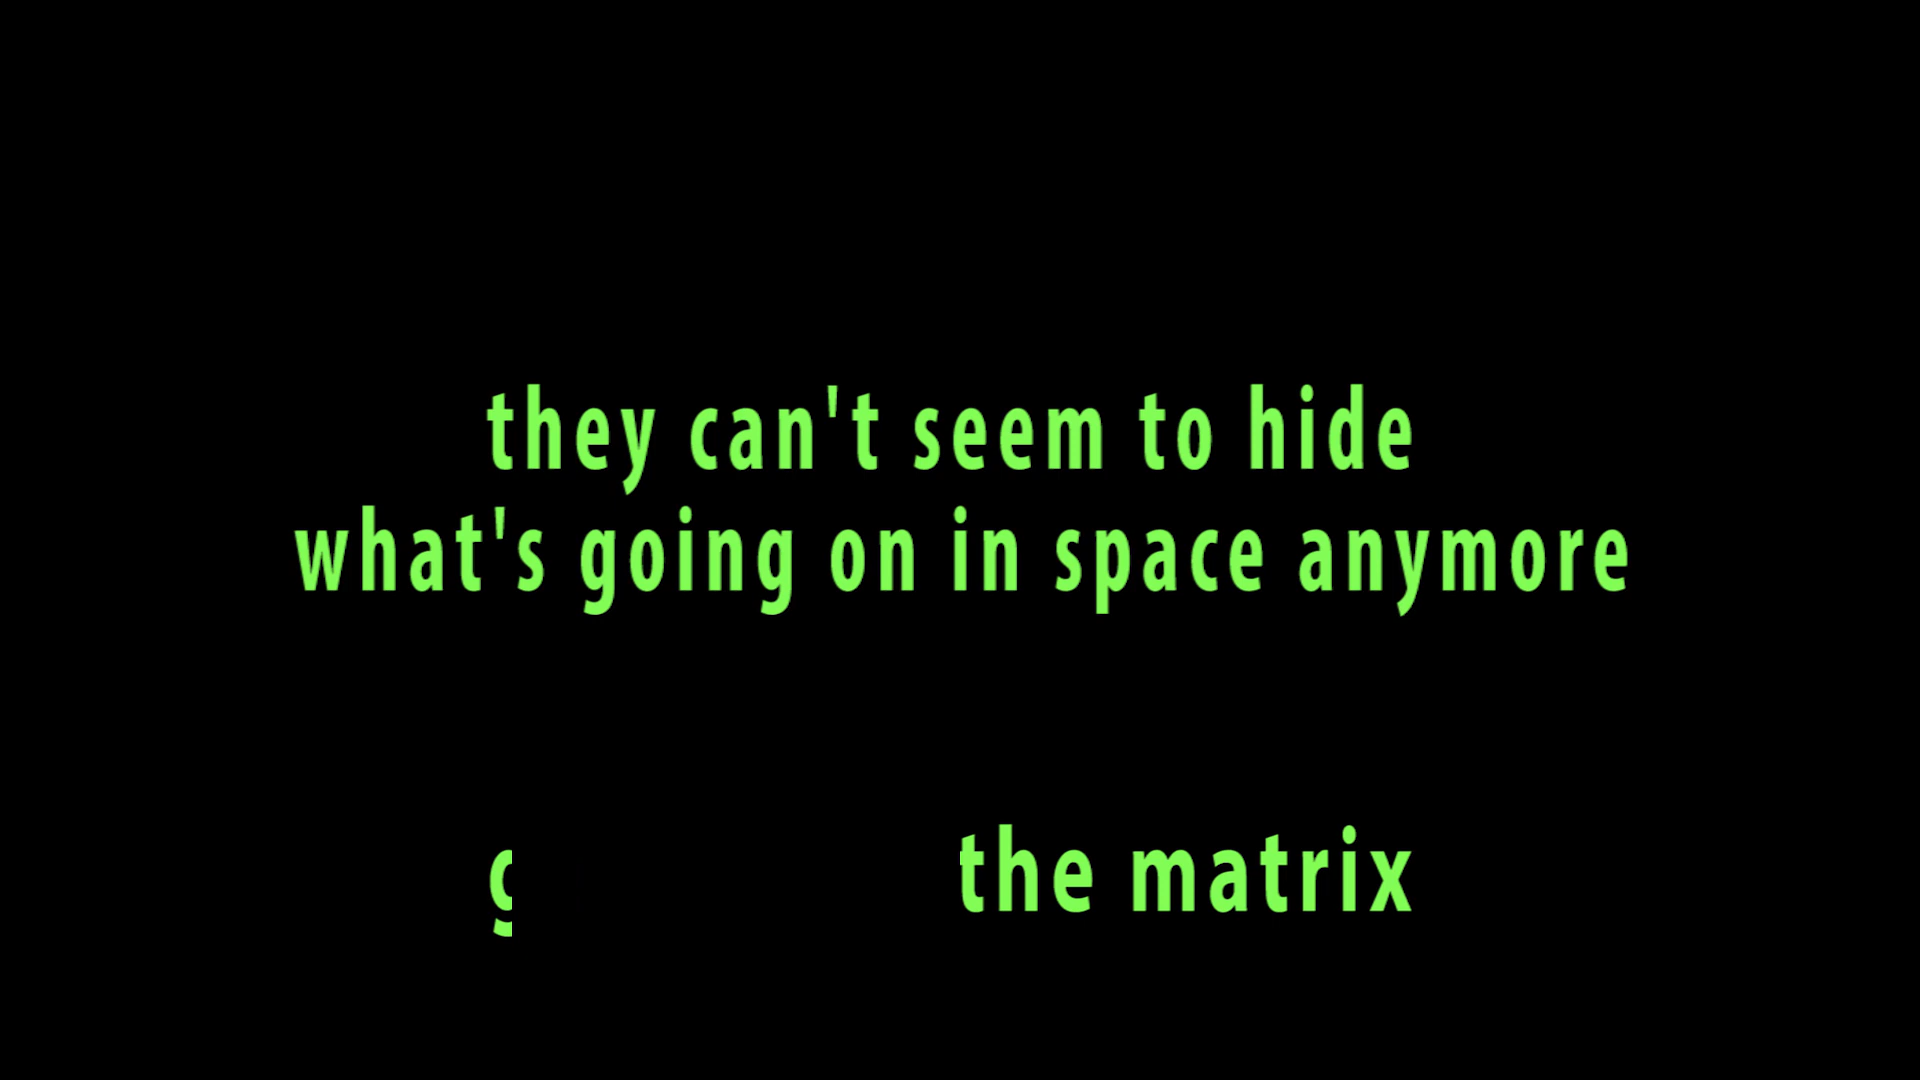 they can't seem to hide
what's going on in space anymore
the matrix